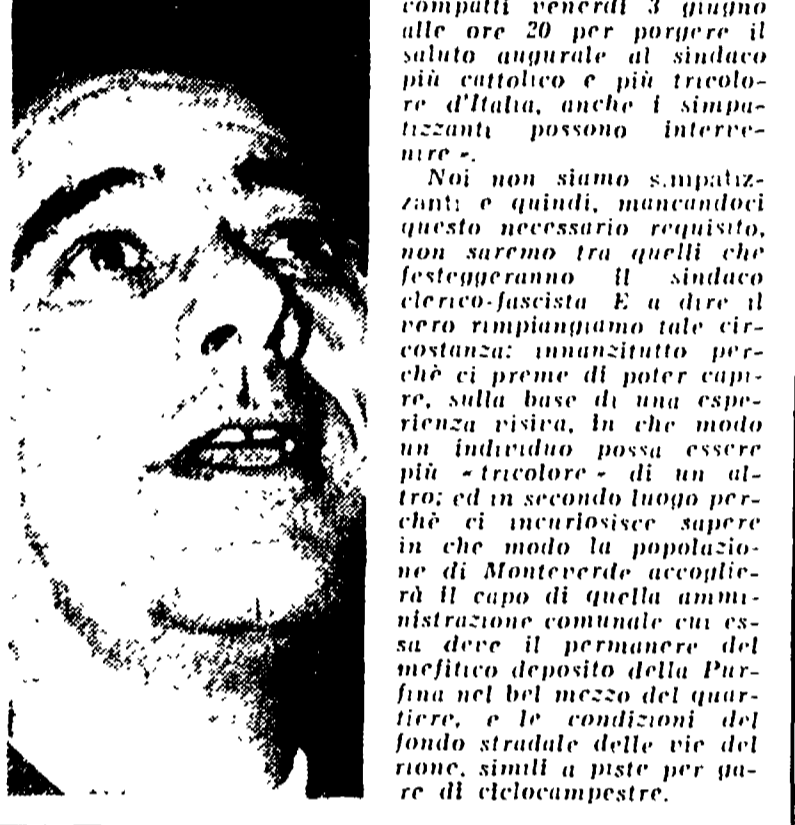 compatti venerdì 3 giugno
alle ore 20 per porgere il
saluto augurale al sindaco
più cattolico e più tricolo-
re d'Italia, anche i simpa-
tizzanti possono interve-
nire ».
Noi non siamo simpatiz-
zanti e quindi, mancandoci
questo necessario requisito,
non saremo tra quelli che
festeggeranno il sindaco
clerico-fascista E a dire il
vero rimpiangiamo tale cir-
costanza: innanzitutto per-
chè ci preme di poter capi-
re, sulla base di una espe-
rienza visiva, in che modo
un individuo possa essere
più « tricolore » di un al-
tro; ed in secondo luogo per-
chè ci incuriosisce sapere
in che modo la popolazio-
ne di Monteverde accoglie-
rà il capo di quella ammi-
nistrazione comunale cui es-
sa deve il permanere del
mefitico deposito della Pur-
fina nel bel mezzo del quar-
tiere, e le condizioni del
fondo stradale delle vie del
rione, simili a piste per ga-
re di ciclocampestre.